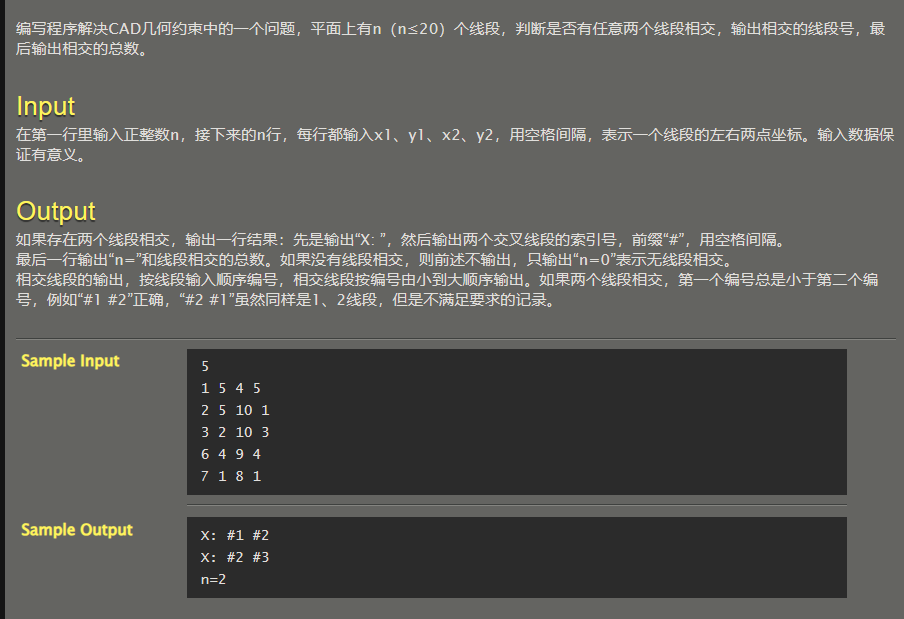 编写程序解决CAD几何约束中的一个问题，平面上有n（n≤20）个线段，判断是否有任意两个线段相交，输出相交的线段号，最
后输出相交的总数。
Input
在第一行里输入正整数n，接下来的n行，每行都输入x1、y1、x2、y2，用空格间隔，表示一个线段的左右两点坐标。输入数据保
证有意义。
Output
如果存在两个线段相交，输出一行结果：先是输出“X: ”，然后输出两个交叉线段的索引号，前缀“#”，用空格间隔。
最后一行输出“n=”和线段相交的总数。如果没有线段相交，则前述不输出，只输出“n=0”表示无线段相交。
相交线段的输出，按线段输入顺序编号，相交线段按编号由小到大顺序输出。如果两个线段相交，第一个编号总是小于第二个编
号，例如“#1 #2”正确，“#2 #1”虽然同样是1、2线段，但是不满足要求的记录。
Sample Input
5
1 5 4 5
2 5 10 1
3 2 10 3
6 4 9 4
7 1 8 1
Sample Output
X: #1 #2
X: #2 #3
n=2